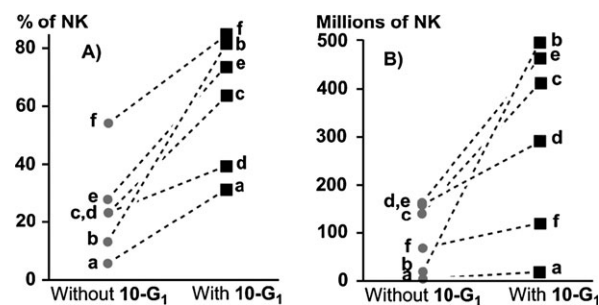 % of NK
A)
80
60
40
20
0
f
e
c,d
b
a
f
b
e
c
d
a
Without 10-G1
With 10-G1
Millions of NK
B)
500
400
300
200
100
0
d,e
c
f
b
a
b
e
c
d
f
a
Without 10-G1
With 10-G1